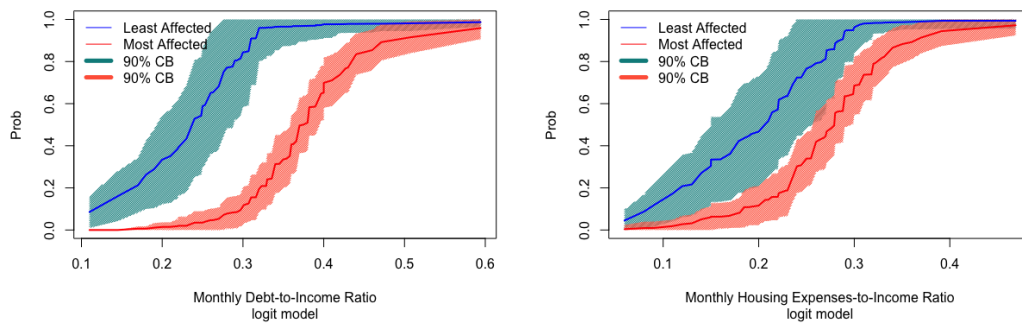 Least Affected
Most Affected
90% CB
90% CB
Prob
0.0 0.2 0.4 0.6 0.8 1.0
0.1 0.2 0.3 0.4 0.5 0.6
Monthly Debt-to-Income Ratio
logit model
Least Affected
Most Affected
90% CB
90% CB
Prob
0.0 0.2 0.4 0.6 0.8 1.0
0.1 0.2 0.3 0.4
Monthly Housing Expenses-to-Income Ratio
logit model